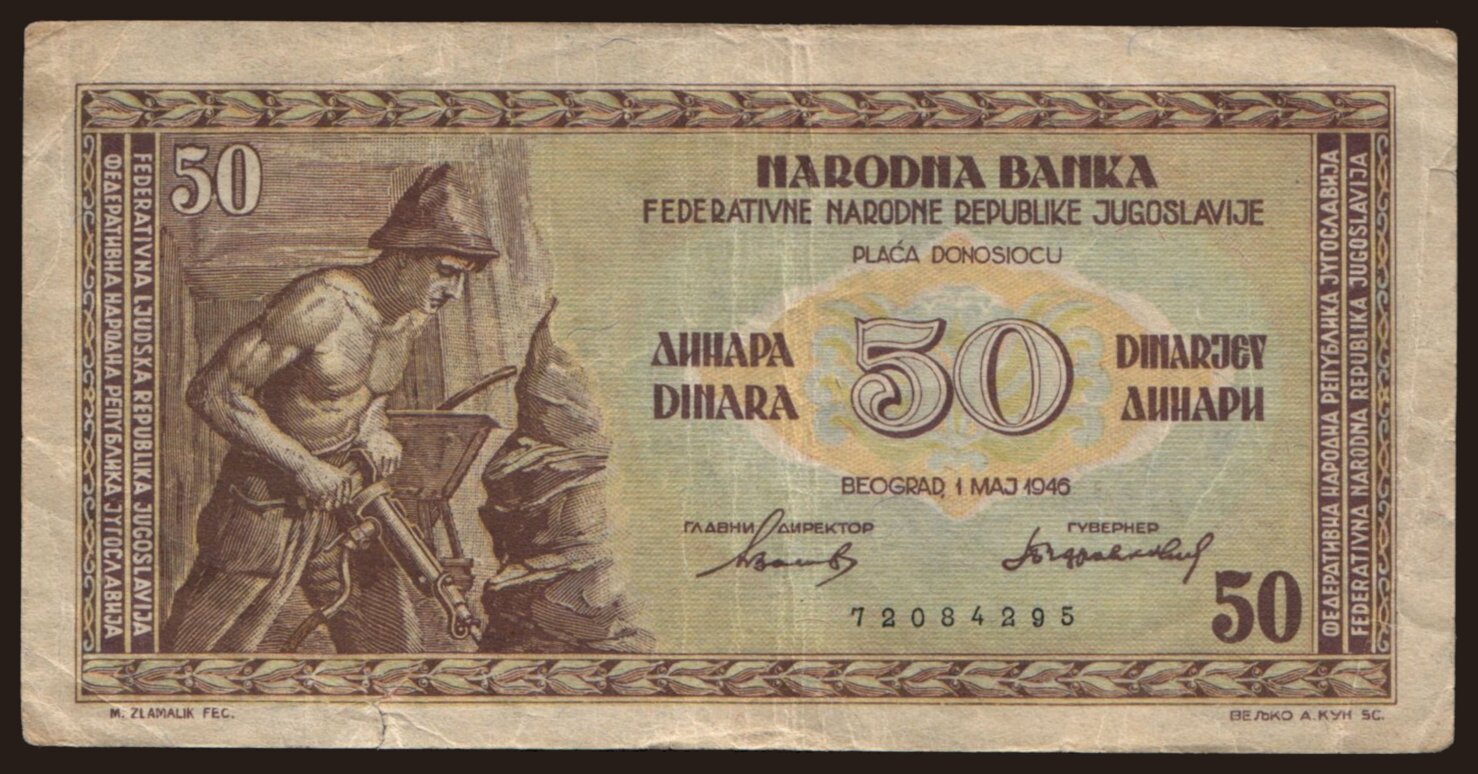 50
NARODNA BANKA
FEDERATIVNE NARODNE REPUBLIKE JUGOSLAVIJE
PLAĆA DONOSIOCU
ДИНАРА
DINARA
50
DINARJEV
ДИНАРИ
BEOGRAD, 1 MAJ 1946
ГЛАВНИ ДИРЕКТОР
ГУВЕРНЕР
72084295
50
ФЕДЕРАТИВНА НАРОДНА РЕПУБЛИКА ЈУГОСЛАВИЈА
FEDERATIVNA LJUDSKA REPUBLIKA JUGOSLAVIJA
ФЕДЕРАТИВНА НАРОДНА РЕПУБЛИКА ЈУГОСЛАВИЈА
FEDERATIVNA NARODNA REPUBLIKA JUGOSLAVIJA
M. ZLAMALIK FEC.
ВЕЉКО А. КУН SC.